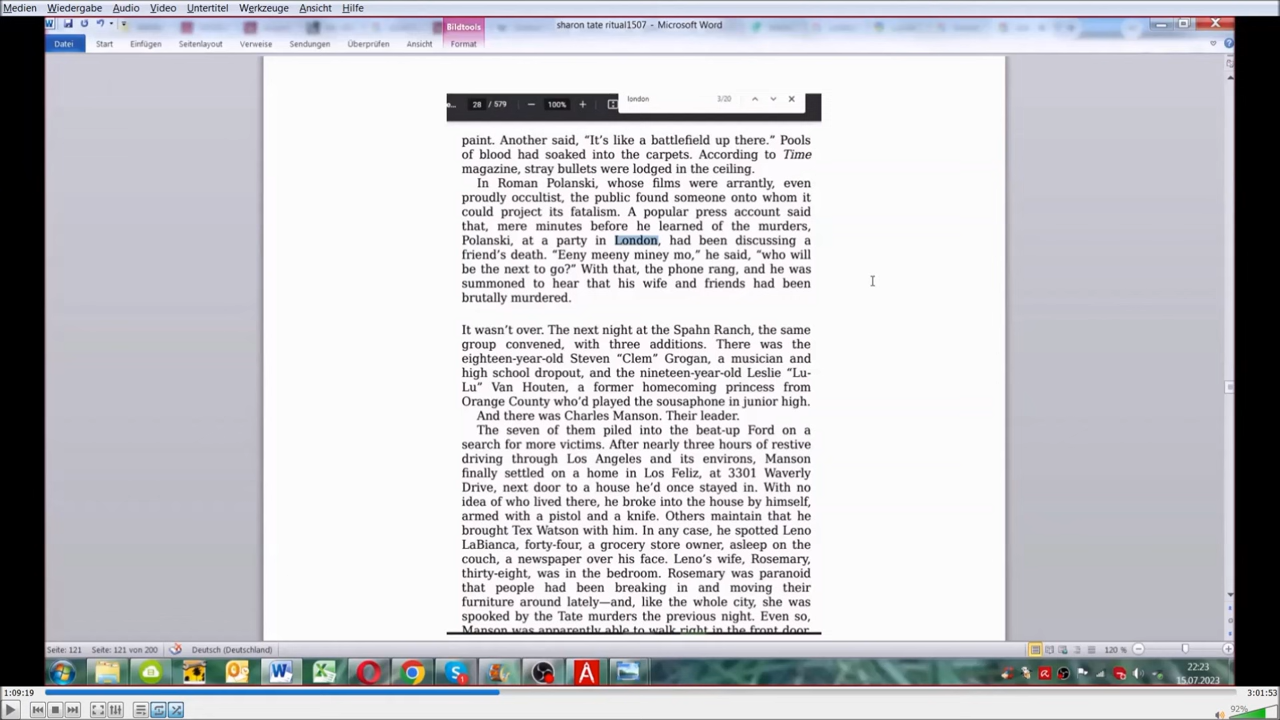 Medien Wiedergabe Audio Video Untertitel Werkzeuge Ansicht Hilfe
Bildtools
sharon tate ritual1507 - Microsoft Word
Datei Start Einfügen Seitenlayout Verweise Sendungen Überprüfen Ansicht Format
28 / 579 100% london 3/20
paint. Another said, “It’s like a battlefield up there.” Pools
of blood had soaked into the carpets. According to Time
magazine, stray bullets were lodged in the ceiling.
In Roman Polanski, whose films were arrantly, even
proudly occultist, the public found someone onto whom it
could project its fatalism. A popular press account said
that, mere minutes before he learned of the murders,
Polanski, at a party in London, had been discussing a
friend’s death. “Eeny meeny miney mo,” he said, “who will
be the next to go?” With that, the phone rang, and he was
summoned to hear that his wife and friends had been
brutally murdered.
It wasn’t over. The next night at the Spahn Ranch, the same
group convened, with three additions. There was the
eighteen-year-old Steven “Clem” Grogan, a musician and
high school dropout, and the nineteen-year-old Leslie “Lu-
Lu” Van Houten, a former homecoming princess from
Orange County who’d played the sousaphone in junior high.
And there was Charles Manson. Their leader.
The seven of them piled into the beat-up Ford on a
search for more victims. After nearly three hours of restive
driving through Los Angeles and its environs, Manson
finally settled on a home in Los Feliz, at 3301 Waverly
Drive, next door to a house he’d once stayed in. With no
idea of who lived there, he broke into the house by himself,
armed with a pistol and a knife. Others maintain that he
brought Tex Watson with him. In any case, he spotted Leno
LaBianca, forty-four, a grocery store owner, asleep on the
couch, a newspaper over his face. Leno’s wife, Rosemary,
thirty-eight, was in the bedroom. Rosemary was paranoid
that people had been breaking in and moving their
furniture around lately—and, like the whole city, she was
spooked by the Tate murders the previous night. Even so,
Manson was apparently able to walk right in the front door
Seite: 121 Seite: 121 von 200 Deutsch (Deutschland) 120 %
22:23
15.07.2023
1:09:19 3:01:53
92%